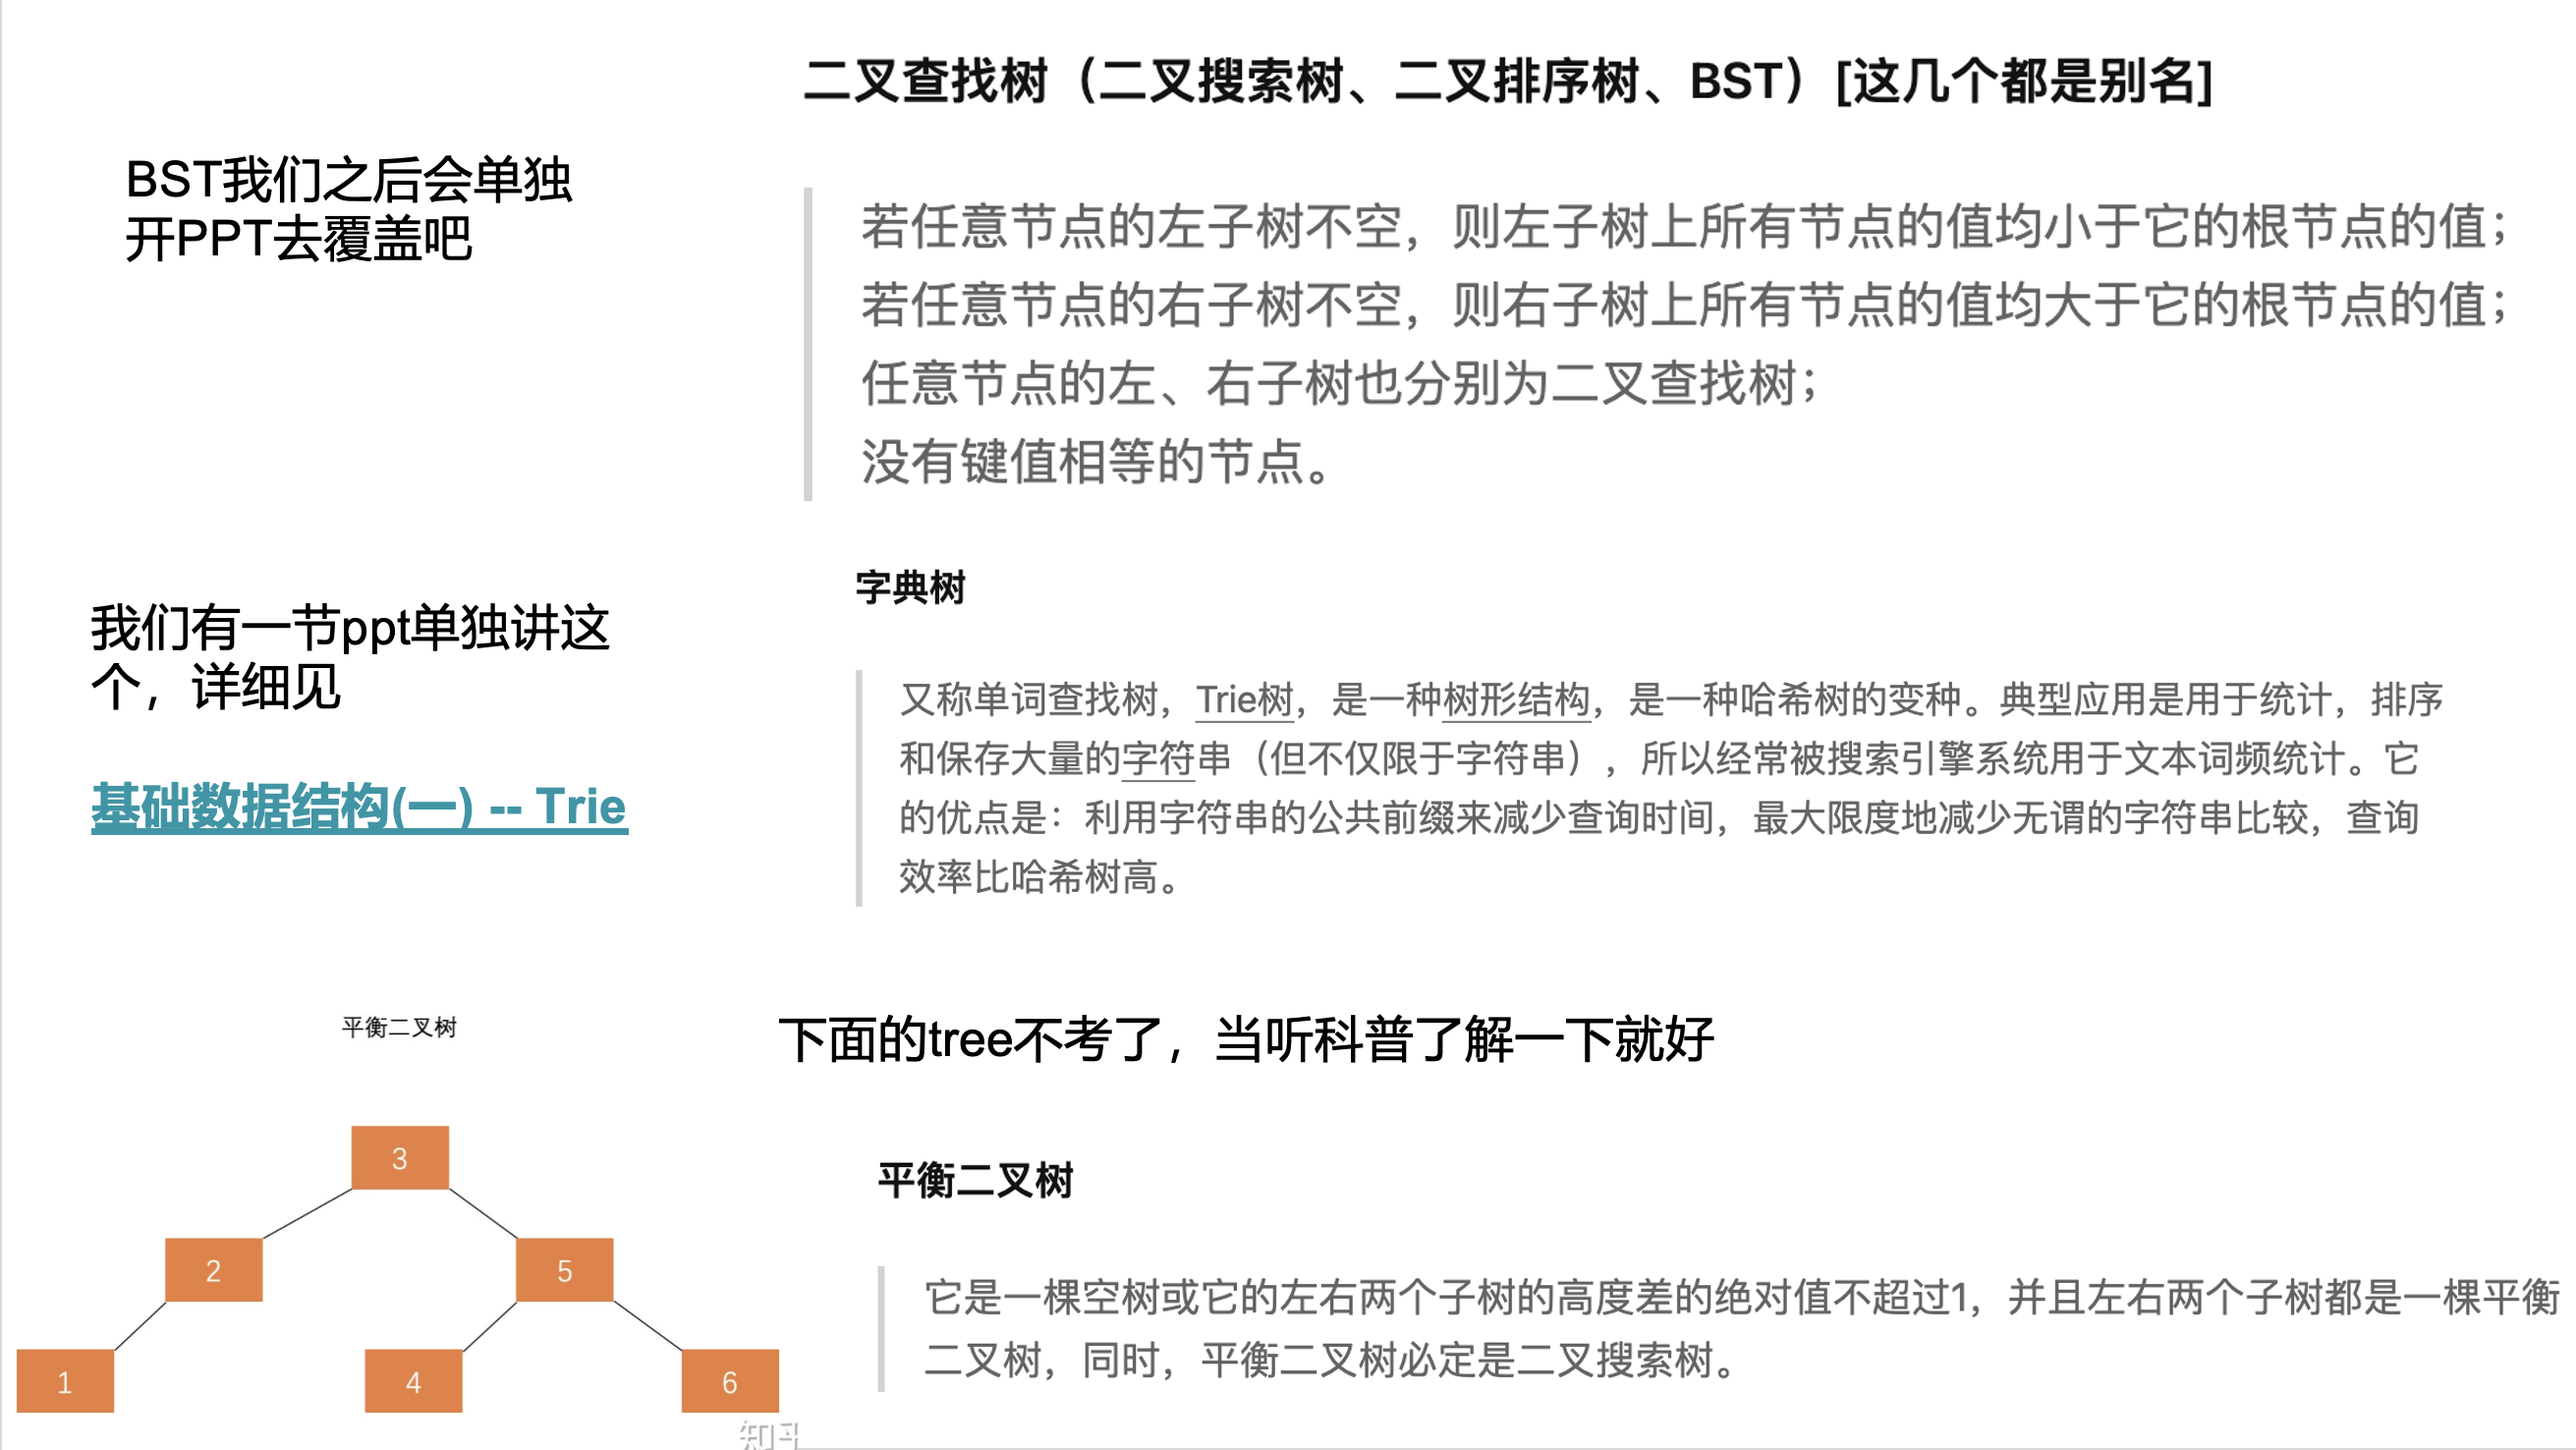 二叉查找树（二叉搜索树、二叉排序树、BST）[这几个都是别名]
BST我们之后会单独
开PPT去覆盖吧
若任意节点的左子树不空，则左子树上所有节点的值均小于它的根节点的值；
若任意节点的右子树不空，则右子树上所有节点的值均大于它的根节点的值；
任意节点的左、右子树也分别为二叉查找树；
没有键值相等的节点。
字典树
我们有一节ppt单独讲这
个，详细见
基础数据结构(一) -- Trie
又称单词查找树，Trie树，是一种树形结构，是一种哈希树的变种。典型应用是用于统计，排序
和保存大量的字符串（但不仅限于字符串），所以经常被搜索引擎系统用于文本词频统计。它
的优点是：利用字符串的公共前缀来减少查询时间，最大限度地减少无谓的字符串比较，查询
效率比哈希树高。
下面的tree不考了，当听科普了解一下就好
平衡二叉树
3
2
5
1
4
6
知乎
平衡二叉树
它是一棵空树或它的左右两个子树的高度差的绝对值不超过1，并且左右两个子树都是一棵平衡
二叉树，同时，平衡二叉树必定是二叉搜索树。